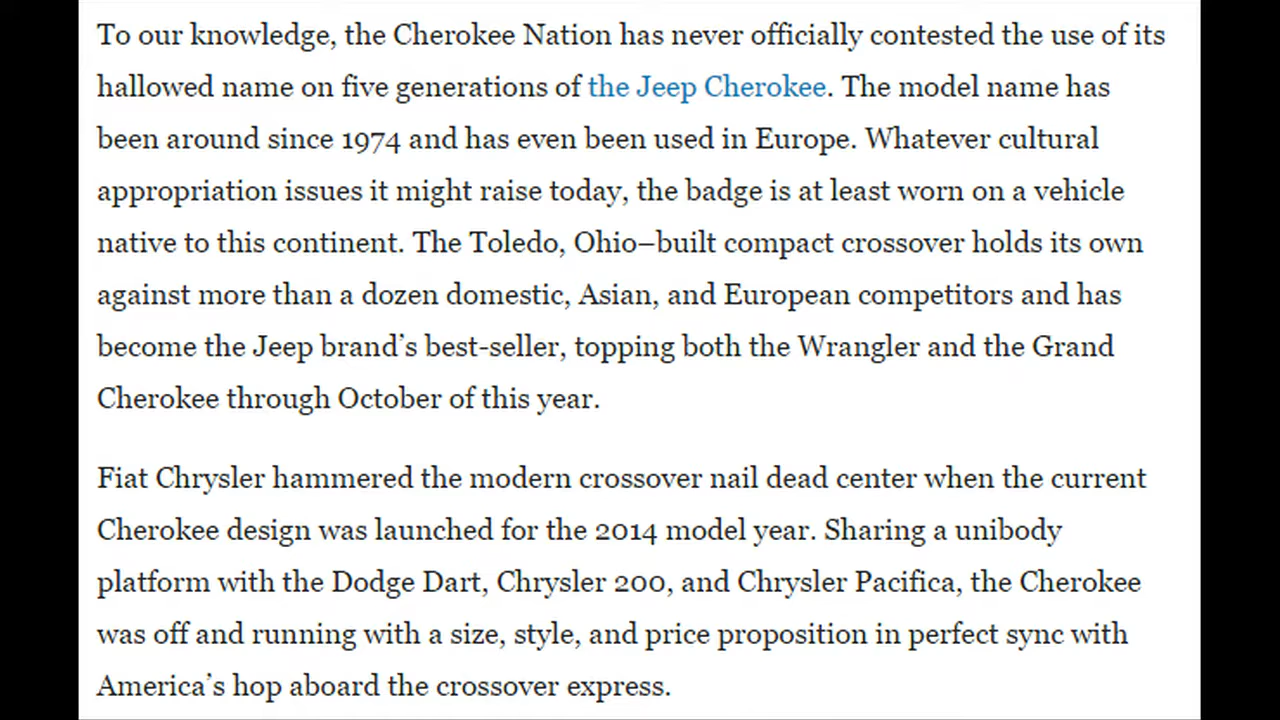 To our knowledge, the Cherokee Nation has never officially contested the use of its
hallowed name on five generations of the Jeep Cherokee. The model name has
been around since 1974 and has even been used in Europe. Whatever cultural
appropriation issues it might raise today, the badge is at least worn on a vehicle
native to this continent. The Toledo, Ohio–built compact crossover holds its own
against more than a dozen domestic, Asian, and European competitors and has
become the Jeep brand’s best-seller, topping both the Wrangler and the Grand
Cherokee through October of this year.
Fiat Chrysler hammered the modern crossover nail dead center when the current
Cherokee design was launched for the 2014 model year. Sharing a unibody
platform with the Dodge Dart, Chrysler 200, and Chrysler Pacifica, the Cherokee
was off and running with a size, style, and price proposition in perfect sync with
America’s hop aboard the crossover express.